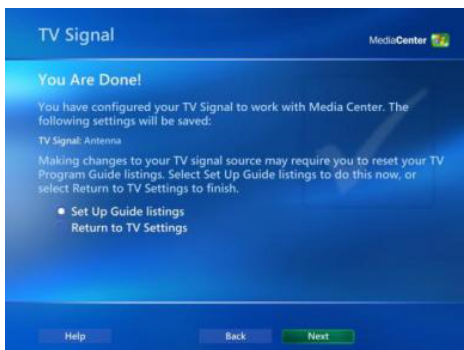 TV Signal
MediaCenter
You Are Done!
You have configured your TV Signal to work with Media Center. The
following settings will be saved:
TV Signal: Antenna
Making changes to your TV signal source may require you to reset your TV
Program Guide listings. Select Set Up Guide listings to do this now, or
select Return to TV Settings to finish.
Set Up Guide listings
Return to TV Settings
Help
Back
Next